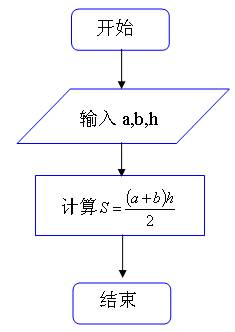 开始
输入 a,b,h
计算 S = (a+b)h / 2
结束